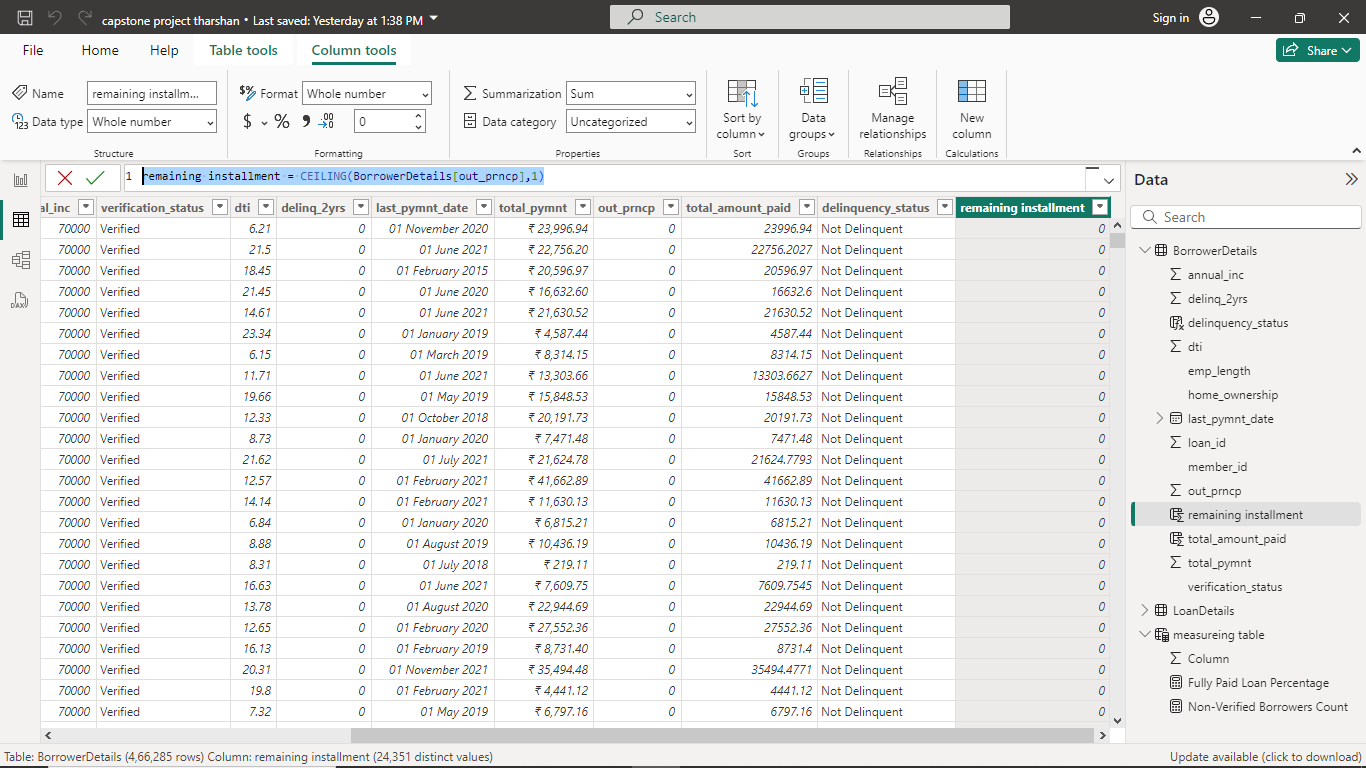 capstone project tharshan • Last saved: Yesterday at 1:38 PM
Search
Sign in
File
Home
Help
Table tools
Column tools
Share
Name
remaining installm...
Data type
Whole number
Structure
$% Format
Whole number
$ % 9 .00
0
Formatting
Σ Summarization
Sum
Data category
Uncategorized
Properties
Sort by
column
Sort
Data
groups
Groups
Manage
relationships
Relationships
New
column
Calculations
1 remaining installment = CEILING(BorrowerDetails[out_prncp],1)
al_inc verification_status dti delinq_2yrs last_pymnt_date total_pymnt out_prncp total_amount_paid delinquency_status remaining installment
70000 Verified 6.21 0 01 November 2020 ₹ 23,996.94 0 23996.94 Not Delinquent 0
70000 Verified 21.5 0 01 June 2021 ₹ 22,756.20 0 22756.2027 Not Delinquent 0
70000 Verified 18.45 0 01 February 2015 ₹ 20,596.97 0 20596.97 Not Delinquent 0
70000 Verified 21.45 0 01 June 2020 ₹ 16,632.60 0 16632.6 Not Delinquent 0
70000 Verified 14.61 0 01 June 2021 ₹ 21,630.52 0 21630.52 Not Delinquent 0
70000 Verified 23.34 0 01 January 2019 ₹ 4,587.44 0 4587.44 Not Delinquent 0
70000 Verified 6.15 0 01 March 2019 ₹ 8,314.15 0 8314.15 Not Delinquent 0
70000 Verified 11.71 0 01 June 2021 ₹ 13,303.66 0 13303.6627 Not Delinquent 0
70000 Verified 19.66 0 01 May 2019 ₹ 15,848.53 0 15848.53 Not Delinquent 0
70000 Verified 12.33 0 01 October 2018 ₹ 20,191.73 0 20191.73 Not Delinquent 0
70000 Verified 8.73 0 01 January 2020 ₹ 7,471.48 0 7471.48 Not Delinquent 0
70000 Verified 21.62 0 01 July 2021 ₹ 21,624.78 0 21624.7793 Not Delinquent 0
70000 Verified 12.57 0 01 February 2021 ₹ 41,662.89 0 41662.89 Not Delinquent 0
70000 Verified 14.14 0 01 February 2021 ₹ 11,630.13 0 11630.13 Not Delinquent 0
70000 Verified 6.84 0 01 January 2020 ₹ 6,815.21 0 6815.21 Not Delinquent 0
70000 Verified 8.88 0 01 August 2019 ₹ 10,436.19 0 10436.19 Not Delinquent 0
70000 Verified 8.31 0 01 July 2018 ₹ 219.11 0 219.11 Not Delinquent 0
70000 Verified 16.63 0 01 June 2021 ₹ 7,609.75 0 7609.7545 Not Delinquent 0
70000 Verified 13.78 0 01 August 2020 ₹ 22,944.69 0 22944.69 Not Delinquent 0
70000 Verified 12.65 0 01 February 2020 ₹ 27,552.36 0 27552.36 Not Delinquent 0
70000 Verified 16.13 0 01 February 2019 ₹ 8,731.40 0 8731.4 Not Delinquent 0
70000 Verified 20.31 0 01 November 2021 ₹ 35,494.48 0 35494.4771 Not Delinquent 0
70000 Verified 19.8 0 01 February 2021 ₹ 4,441.12 0 4441.12 Not Delinquent 0
70000 Verified 7.32 0 01 May 2019 ₹ 6,797.16 0 6797.16 Not Delinquent 0
Data
Search
BorrowerDetails
annual_inc
delinq_2yrs
delinquency_status
dti
emp_length
home_ownership
last_pymnt_date
loan_id
member_id
out_prncp
remaining installment
total_amount_paid
total_pymnt
verification_status
LoanDetails
measureing table
Column
Fully Paid Loan Percentage
Non-Verified Borrowers Count
Table: BorrowerDetails (4,66,285 rows) Column: remaining installment (24,351 distinct values)
Update available (click to download)